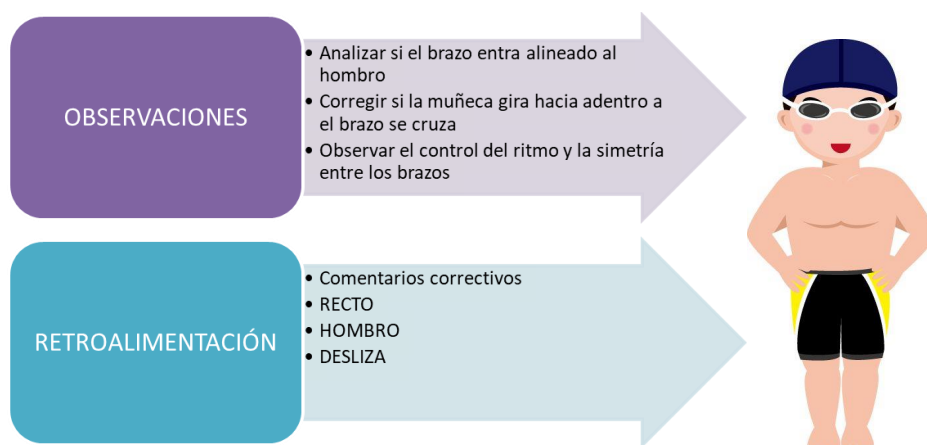 OBSERVACIONES
• Analizar si el brazo entra alineado al
hombro
• Corregir si la muñeca gira hacia adentro a
el brazo se cruza
• Observar el control del ritmo y la simetría
entre los brazos
RETROALIMENTACIÓN
• Comentarios correctivos
• RECTO
• HOMBRO
• DESLIZA